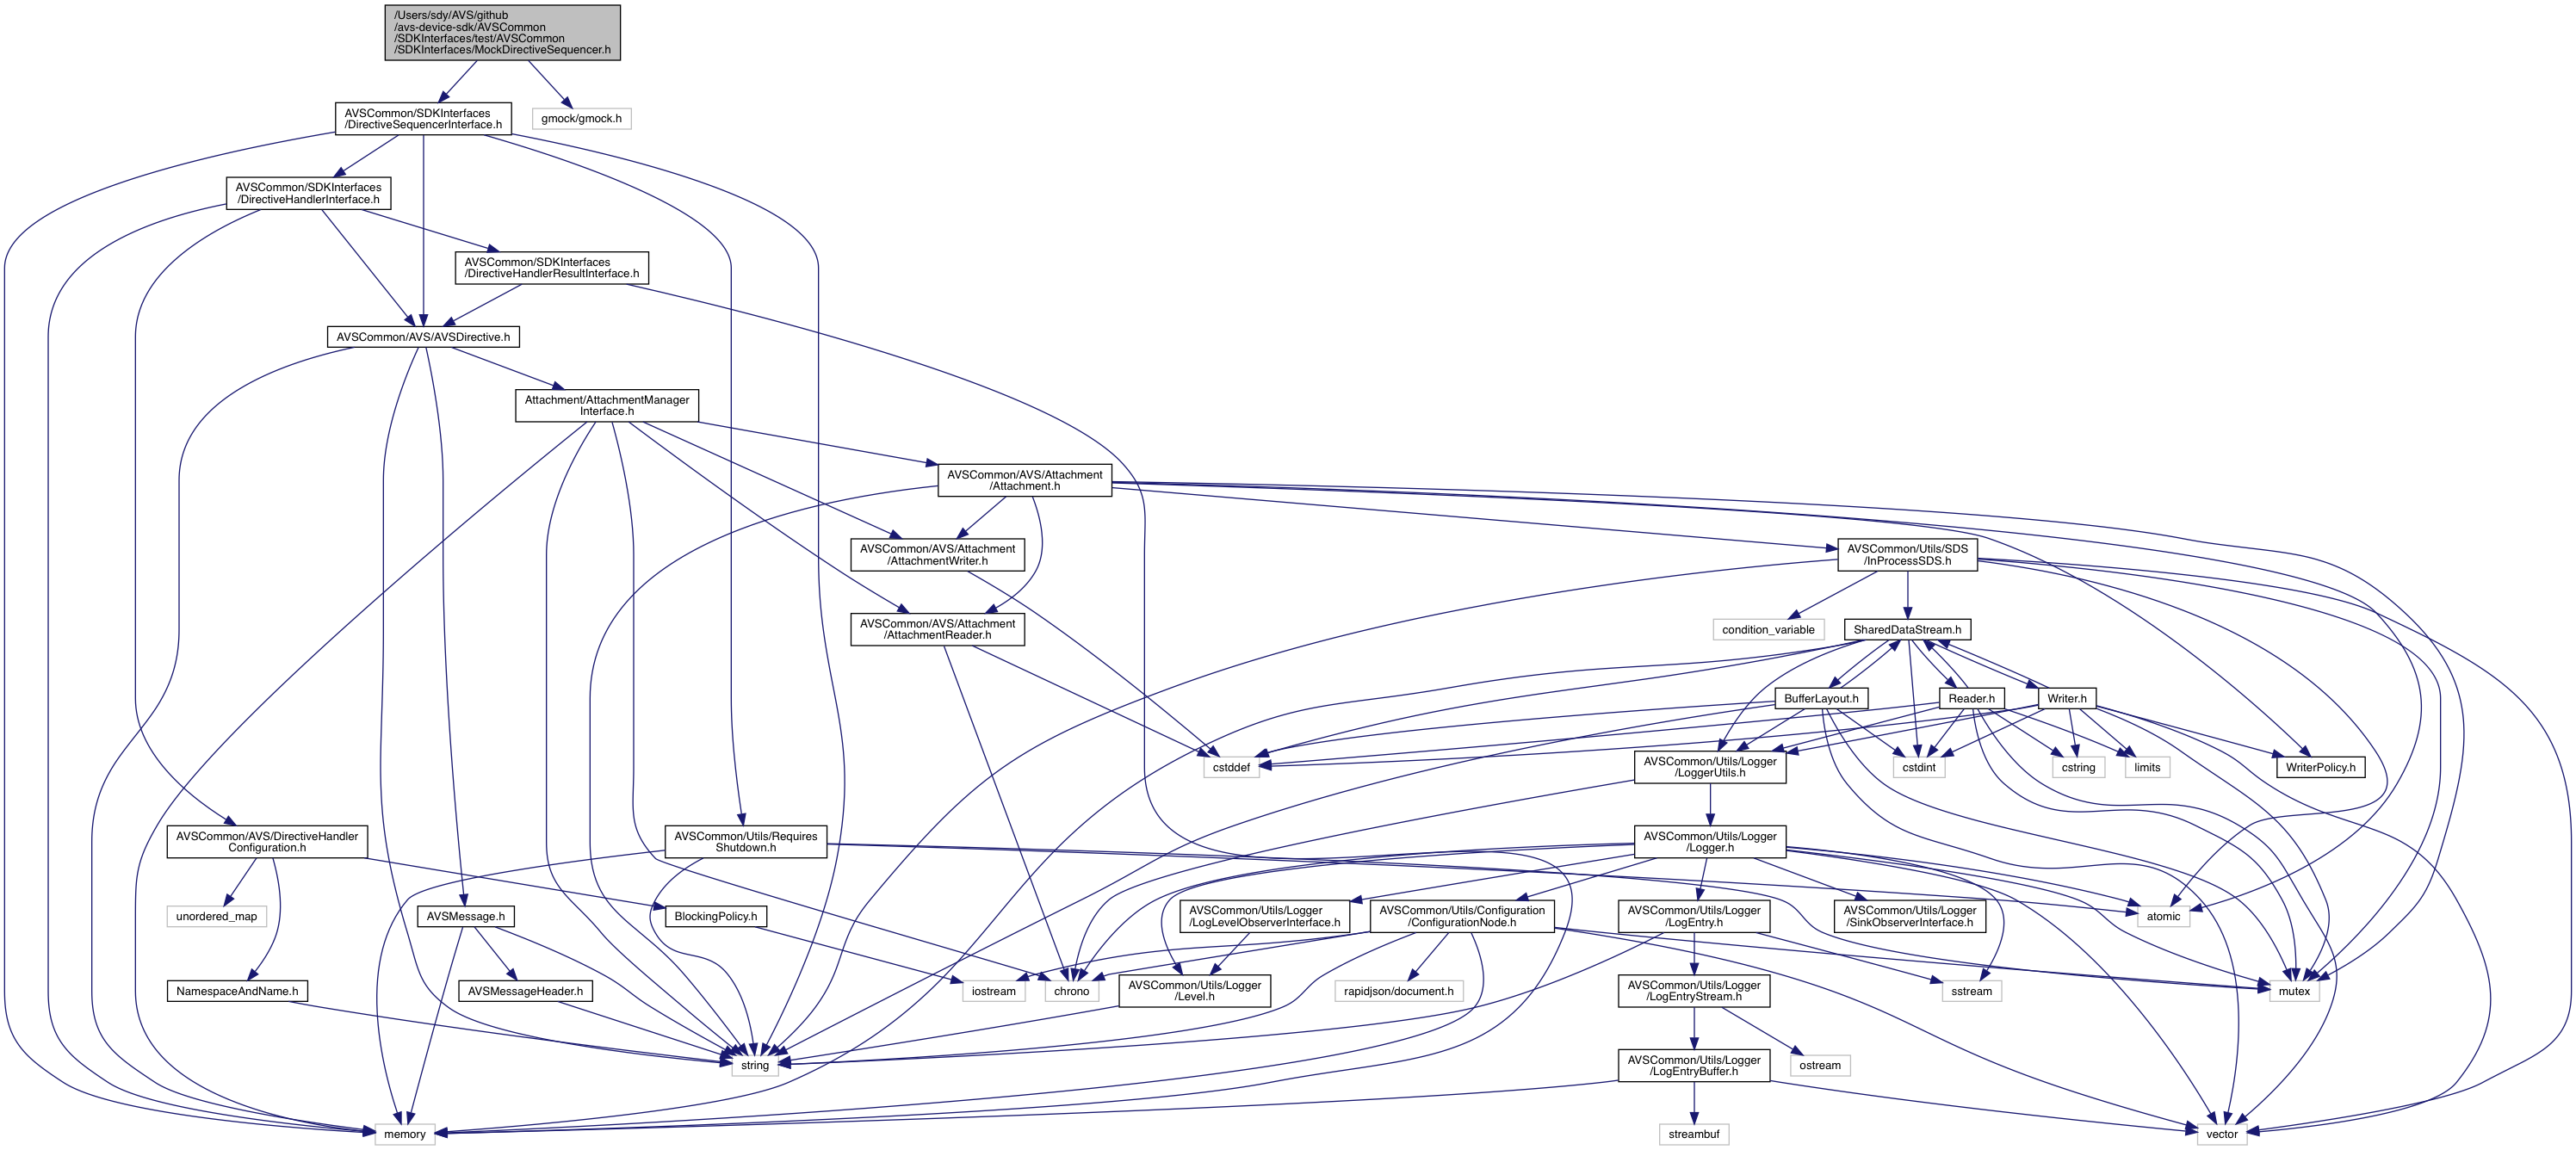 /Users/sdy/AVS/github
/avs-device-sdk/AVSCommon
/SDKInterfaces/test/AVSCommon
/SDKInterfaces/MockDirectiveSequencer.h
AVSCommon/SDKInterfaces
/DirectiveSequencerInterface.h
gmock/gmock.h
AVSCommon/SDKInterfaces
/DirectiveHandlerInterface.h
AVSCommon/SDKInterfaces
/DirectiveHandlerResultInterface.h
AVSCommon/AVS/AVSDirective.h
Attachment/AttachmentManager
Interface.h
AVSCommon/AVS/Attachment
/Attachment.h
AVSCommon/AVS/Attachment
/AttachmentWriter.h
AVSCommon/Utils/SDS
/InProcessSDS.h
AVSCommon/AVS/Attachment
/AttachmentReader.h
condition_variable
SharedDataStream.h
BufferLayout.h
Reader.h
Writer.h
cstddef
AVSCommon/Utils/Logger
/LoggerUtils.h
cstdint
cstring
limits
WriterPolicy.h
AVSCommon/AVS/DirectiveHandler
Configuration.h
AVSCommon/Utils/Requires
Shutdown.h
AVSCommon/Utils/Logger
/Logger.h
unordered_map
AVSMessage.h
BlockingPolicy.h
AVSCommon/Utils/Logger
/LogLevelObserverInterface.h
AVSCommon/Utils/Configuration
/ConfigurationNode.h
AVSCommon/Utils/Logger
/LogEntry.h
AVSCommon/Utils/Logger
/SinkObserverInterface.h
atomic
NamespaceAndName.h
AVSMessageHeader.h
iostream
chrono
AVSCommon/Utils/Logger
/Level.h
rapidjson/document.h
AVSCommon/Utils/Logger
/LogEntryStream.h
sstream
mutex
string
AVSCommon/Utils/Logger
/LogEntryBuffer.h
ostream
memory
streambuf
vector